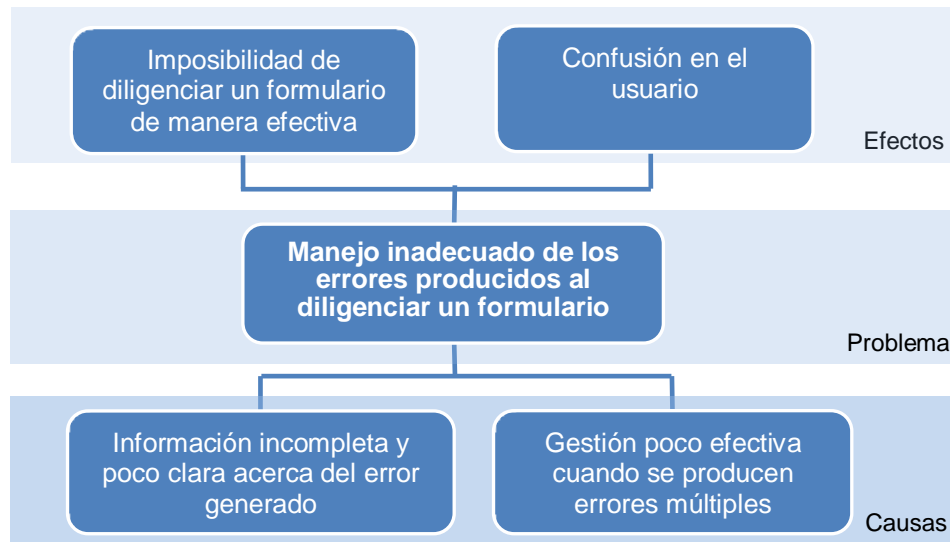 Imposibilidad de
diligenciar un formulario
de manera efectiva
Confusión en el
usuario
Efectos
Manejo inadecuado de los
errores producidos al
diligenciar un formulario
Problema
Información incompleta y
poco clara acerca del error
generado
Gestión poco efectiva
cuando se producen
errores múltiples
Causas